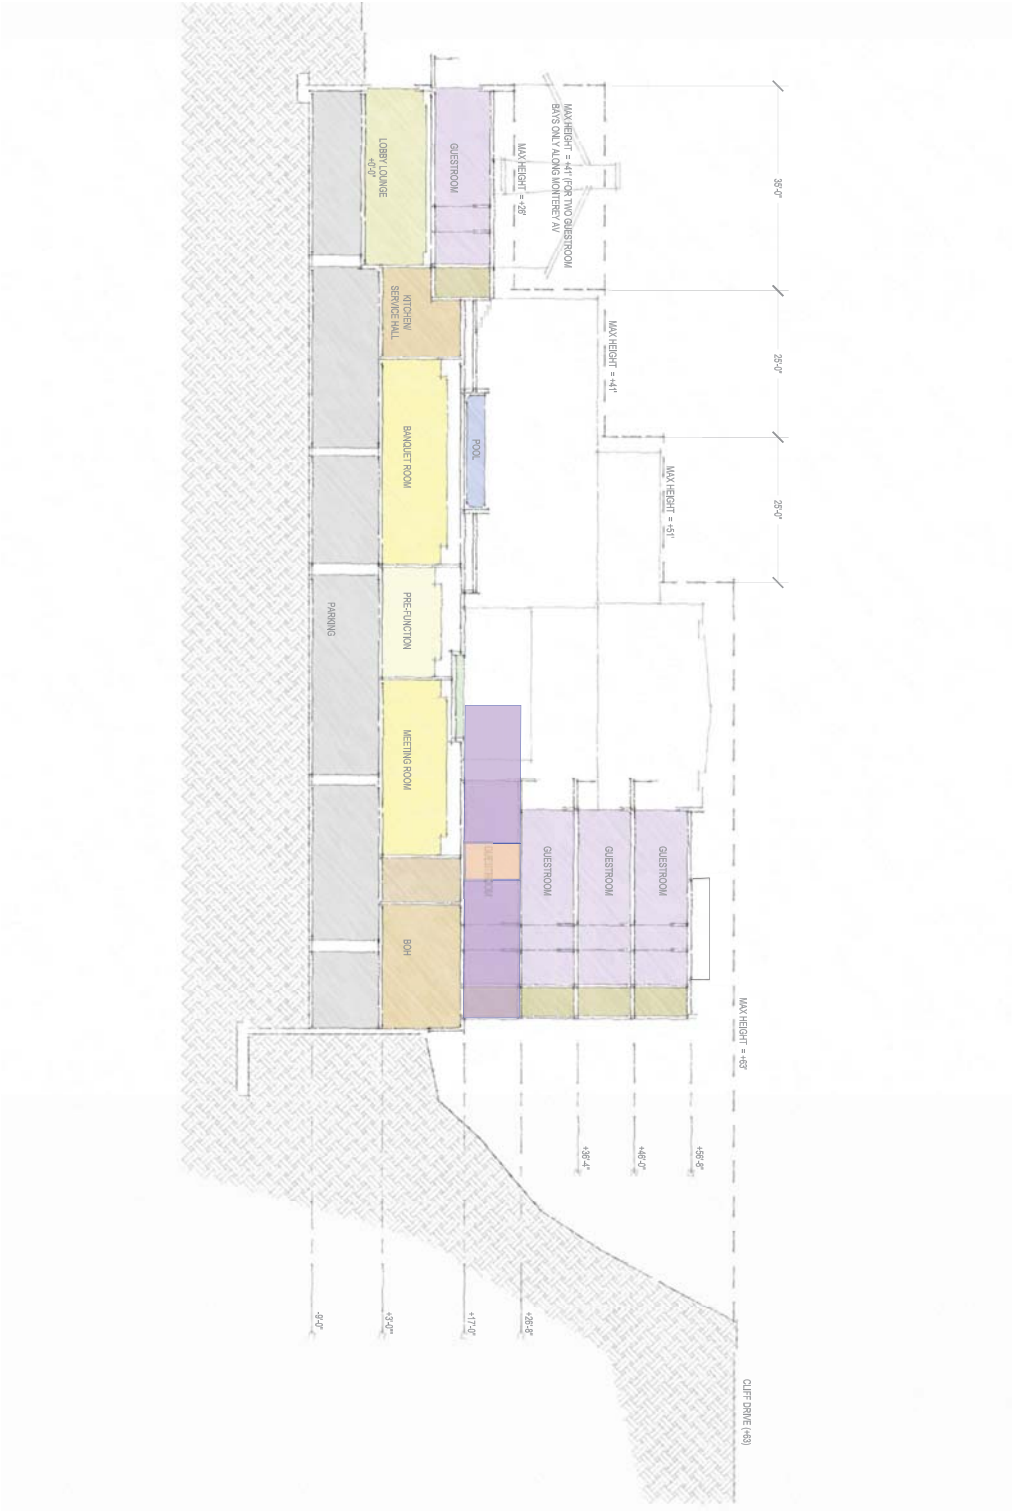 35'-0"
25'-0"
25'-0"
MAX HEIGHT = +41' (FOR TWO GUESTROOM
BAYS ONLY ALONG MONTEREY AV
MAX HEIGHT = +26'
MAX HEIGHT = +41'
MAX HEIGHT = +51'
MAX HEIGHT = +63'
CLIFF DRIVE (+63)
GUESTROOM
LOBBY LOUNGE
+0'-0"
KITCHEN/
SERVICE HALL
POOL
BANQUET ROOM
PRE-FUNCTION
MEETING ROOM
BOH
PARKING
GUESTROOM
GUESTROOM
GUESTROOM
GUESTROOM
+56'-8"
+46'-0"
+36'-4"
+26'-8"
+17'-0"
+3'-0"
-9'-0"